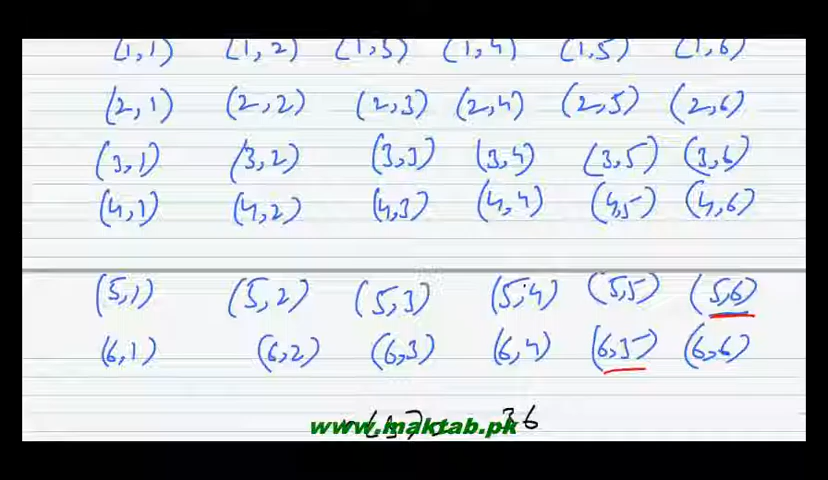 (1,1) (1,2) (1,3) (1,4) (1,5) (1,6)
(2,1) (2,2) (2,3) (2,4) (2,5) (2,6)
(3,1) (3,2) (3,3) (3,4) (3,5) (3,6)
(4,1) (4,2) (4,3) (4,4) (4,5) (4,6)
(5,1) (5,2) (5,3) (5,4) (5,5) (5,6)
(6,1) (6,2) (6,3) (6,4) (6,5) (6,6)
36
www.maktab.pk